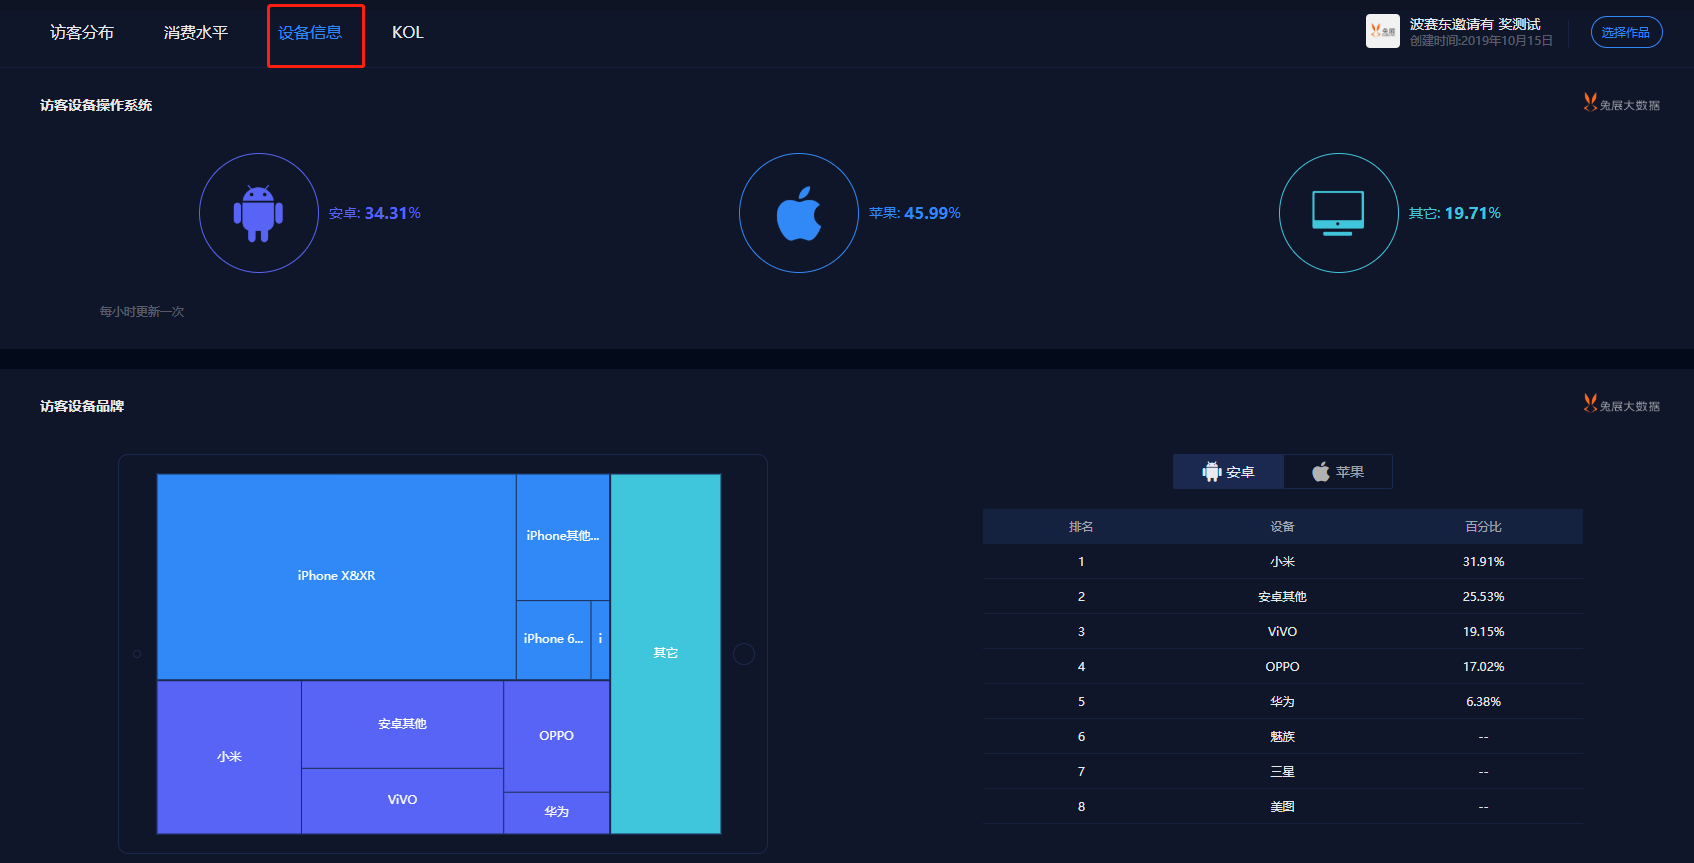 访客分布 消费水平 设备信息 KOL
波赛东邀请有 奖测试
创建时间:2019年10月15日
选择作品
访客设备操作系统
兔展大数据
安卓: 34.31%
苹果: 45.99%
其它: 19.71%
每小时更新一次
访客设备品牌
兔展大数据
iPhone X&XR
iPhone其他...
iPhone 6...
i
其它
小米
安卓其他
ViVO
OPPO
华为
安卓 苹果
排名 设备 百分比
1 小米 31.91%
2 安卓其他 25.53%
3 ViVO 19.15%
4 OPPO 17.02%
5 华为 6.38%
6 魅族 --
7 三星 --
8 美图 --